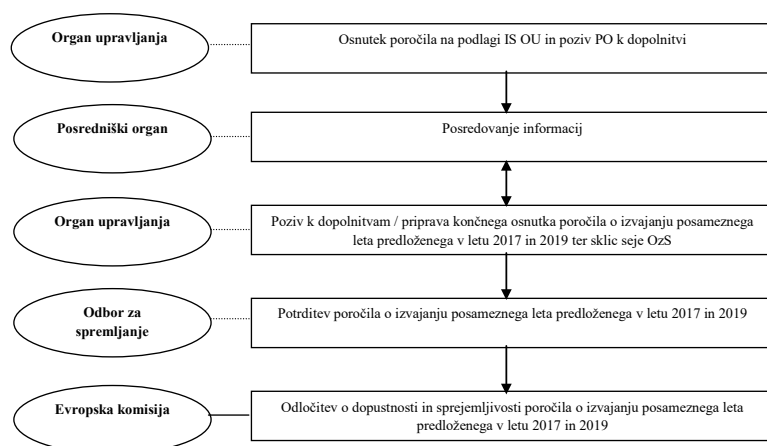 Organ upravljanja
Osnutek poročila na podlagi IS OU in poziv PO k dopolnitvi
Posredniški organ
Posredovanje informacij
Organ upravljanja
Poziv k dopolnitvam / priprava končnega osnutka poročila o izvajanju posameznega
leta predloženega v letu 2017 in 2019 ter sklic seje OzS
Odbor za
spremljanje
Potrditev poročila o izvajanju posameznega leta predloženega v letu 2017 in 2019
Evropska komisija
Odločitev o dopustnosti in sprejemljivosti poročila o izvajanju posameznega leta
predloženega v letu 2017 in 2019